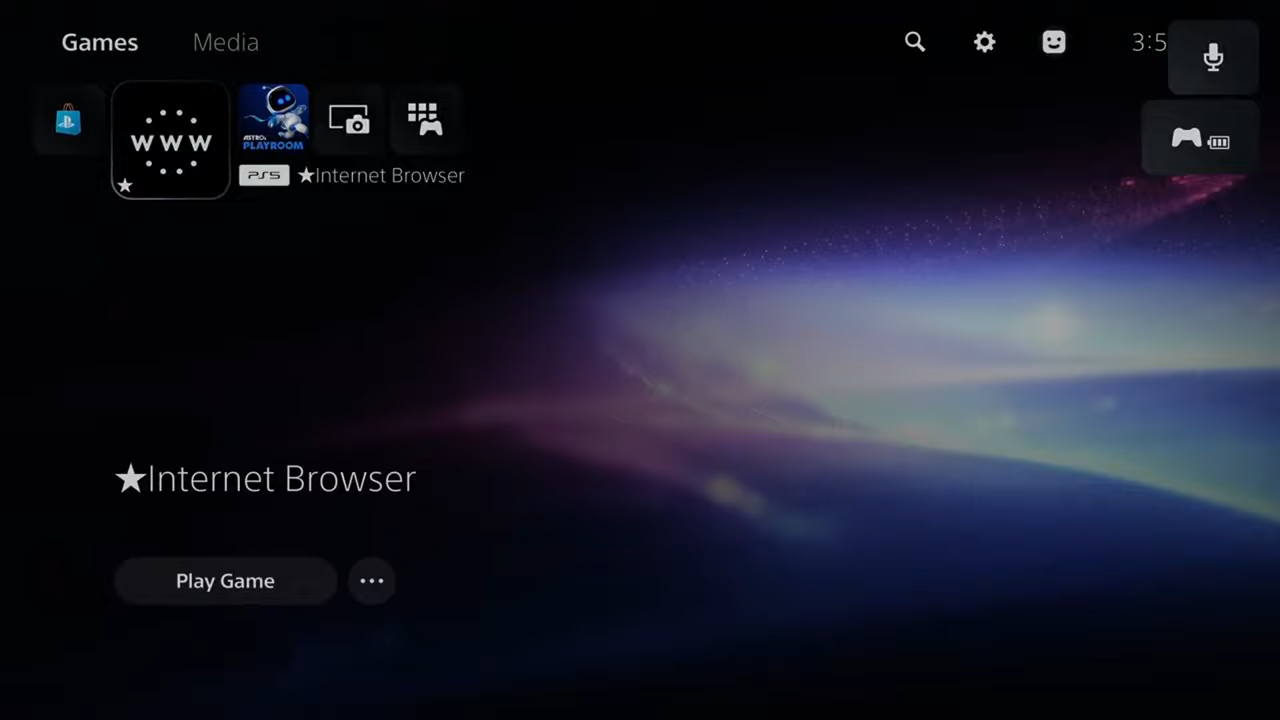 Games
Media
3:5
WWW
ASTRO's
PLAYROOM
PS5 ★Internet Browser
★Internet Browser
Play Game